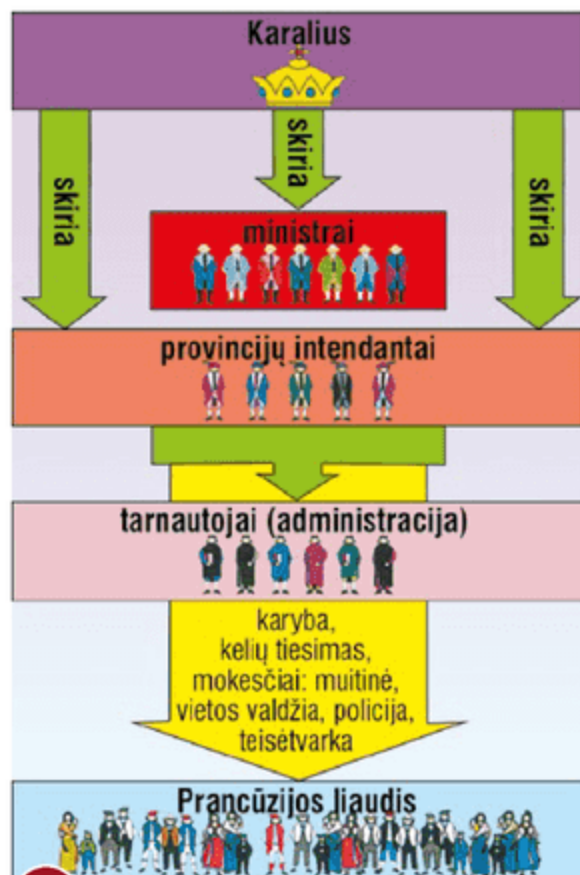 Karalius
skiria
skiria
skiria
ministrai
provincijų intendantai
tarnautojai (administracija)
karyba,
kelių tiesimas,
mokesčiai: muitinė,
vietos valdžia, policija,
teisėtvarka
Prancūzijos liaudis